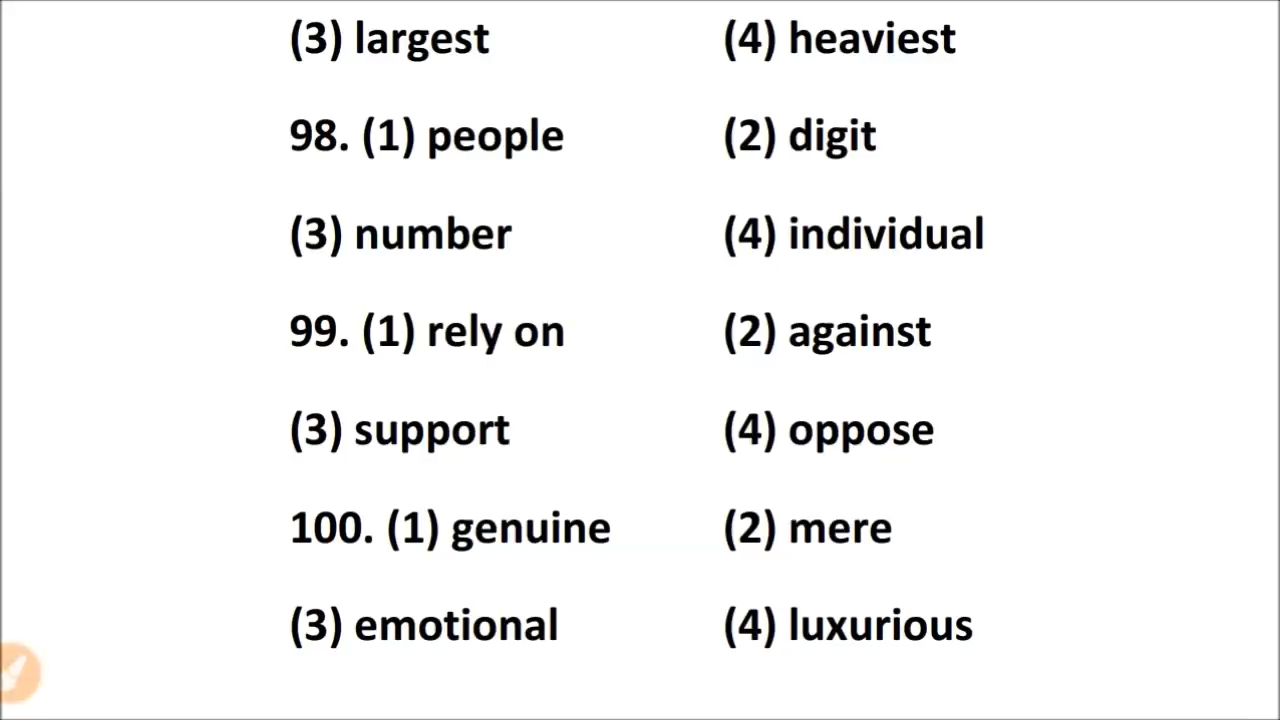 (3) largest (4) heaviest
98. (1) people (2) digit
(3) number (4) individual
99. (1) rely on (2) against
(3) support (4) oppose
100. (1) genuine (2) mere
(3) emotional (4) luxurious